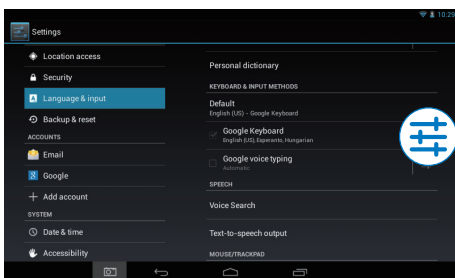 10:29
Settings
Location access
Security
Language & input
Backup & reset
ACCOUNTS
Email
Google
Add account
SYSTEM
Date & time
Accessibility
Personal dictionary
KEYBOARD & INPUT METHODS
Default
English (US) - Google Keyboard
Google Keyboard
English (US), Esperanto, Hungarian
Google voice typing
Automatic
SPEECH
Voice Search
Text-to-speech output
MOUSE/TRACKPAD